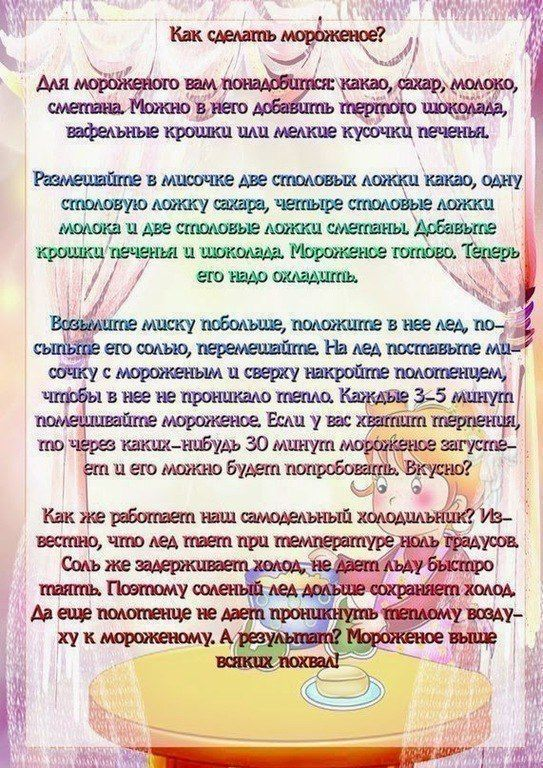 Как сделать мороженое?
Для мороженого вам понадобится: какао, сахар, молоко,
сметана. Можно в него добавить тертого шоколада,
вафельные крошки или мелкие кусочки печенья.
Размешайте в мисочке две столовых ложки какао, одну
столовую ложку сахара, четыре столовые ложки
молока и две столовые ложки сметаны. Добавьте
крошки печенья и шоколада. Мороженое готово. Теперь
его надо охладить.
Возьмите миску побольше, положите в нее лед, по-
сыпьте его солью, перемешайте. На лед поставьте ми-
сочку с мороженым и сверху накройте полотенцем,
чтобы в нее не проникало тепло. Каждые 3-5 минут
помешивайте мороженое. Если у вас хватит терпения,
то через каких-нибудь 30 минут мороженое загусте-
ет и его можно будет попробовать. Вкусно?
Как же работает наш самодельный холодильник? Из-
вестно, что лед тает при температуре ноль градусов.
Соль же задерживает холод, не дает льду быстро
таять. Поэтому соленый лед дольше сохраняет холод.
Да еще полотенце не дает проникнуть теплому возду-
ху к мороженому. А результат? Мороженое выше
всяких похвал!